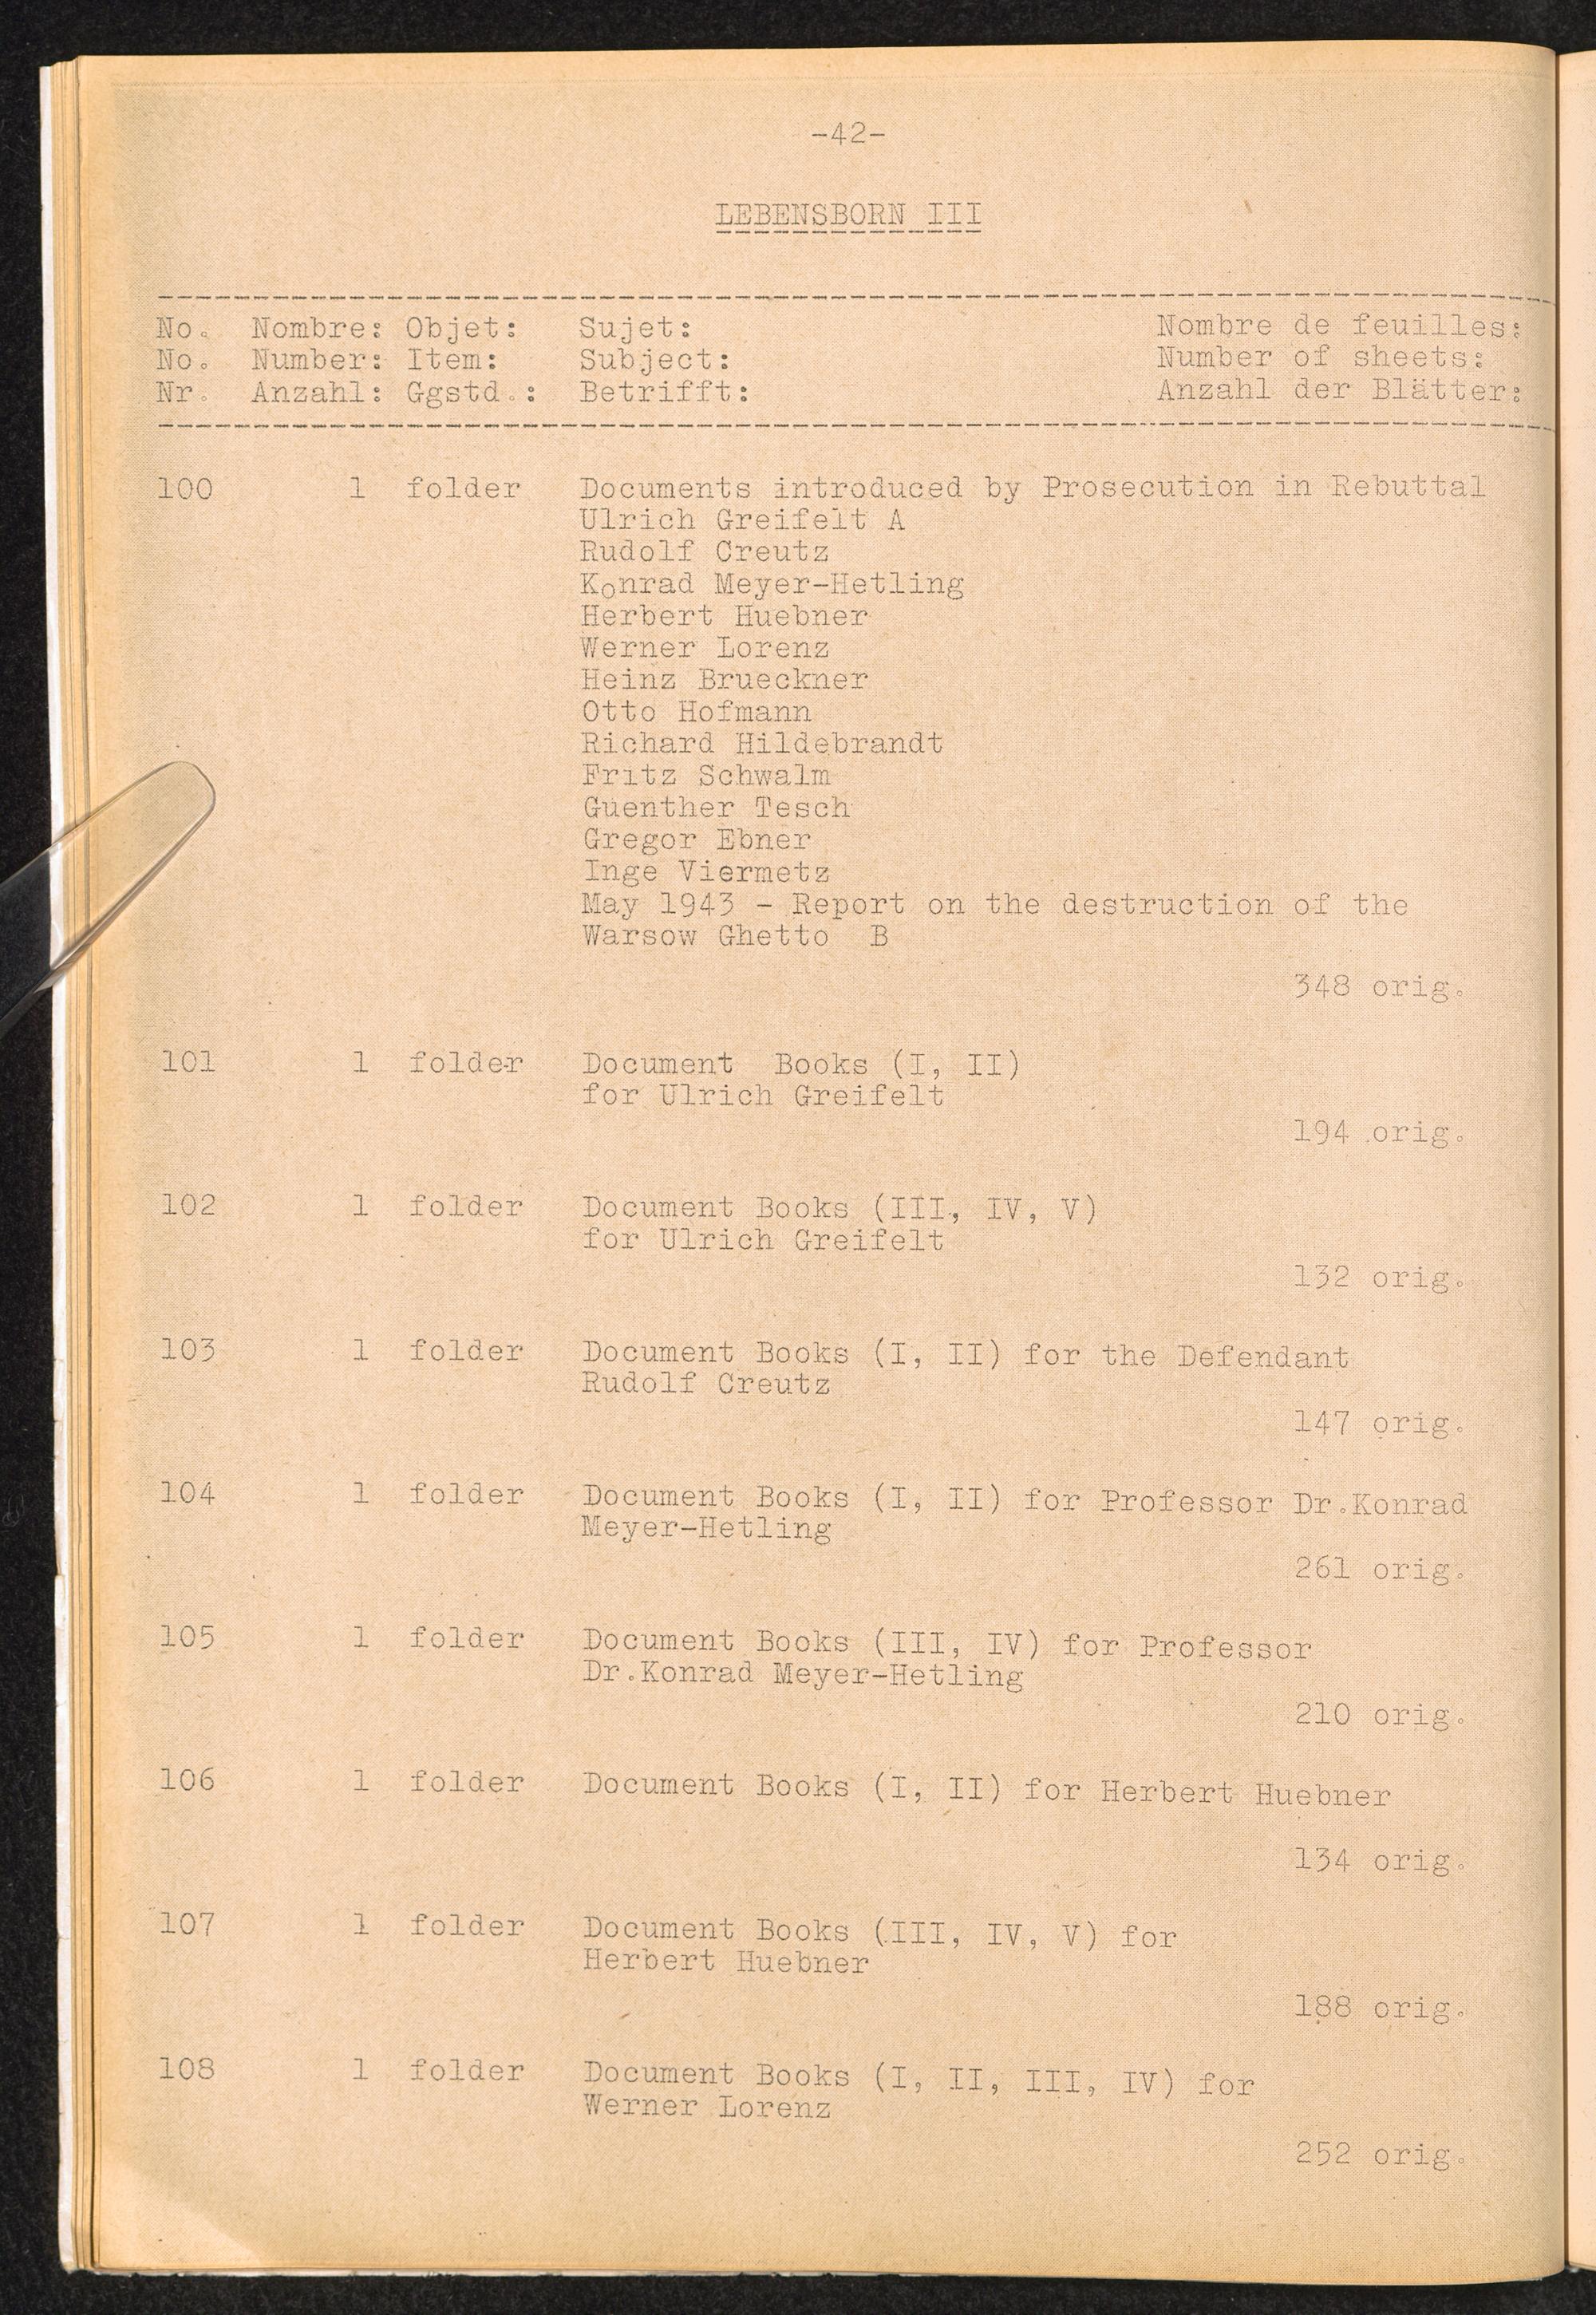 -42-
LEBENSBORN III
No. Nombre: Objet: Sujet: Nombre de feuilles:
No. Number: Item: Subject: Number of sheets:
Nr. Anzahl: Ggstd.: Betrifft: Anzahl der Blätter:
100 1 folder Documents introduced by Prosecution in Rebuttal
Ulrich Greifelt A
Rudolf Creutz
Konrad Meyer-Hetling
Herbert Huebner
Werner Lorenz
Heinz Brueckner
Otto Hofmann
Richard Hildebrandt
Fritz Schwalm
Guenther Tesch
Gregor Ebner
Inge Viermetz
May 1943 - Report on the destruction of the
Warsow Ghetto B
348 orig.
101 1 folder Document Books (I, II)
for Ulrich Greifelt
194 orig.
102 1 folder Document Books (III, IV, V)
for Ulrich Greifelt
132 orig.
103 1 folder Document Books (I, II) for the Defendant
Rudolf Creutz
147 orig.
104 1 folder Document Books (I, II) for Professor Dr.Konrad
Meyer-Hetling
261 orig.
105 1 folder Document Books (III, IV) for Professor
Dr.Konrad Meyer-Hetling
210 orig.
106 1 folder Document Books (I, II) for Herbert Huebner
134 orig.
107 1 folder Document Books (III, IV, V) for
Herbert Huebner
188 orig.
108 1 folder Document Books (I, II, III, IV) for
Werner Lorenz
252 orig.